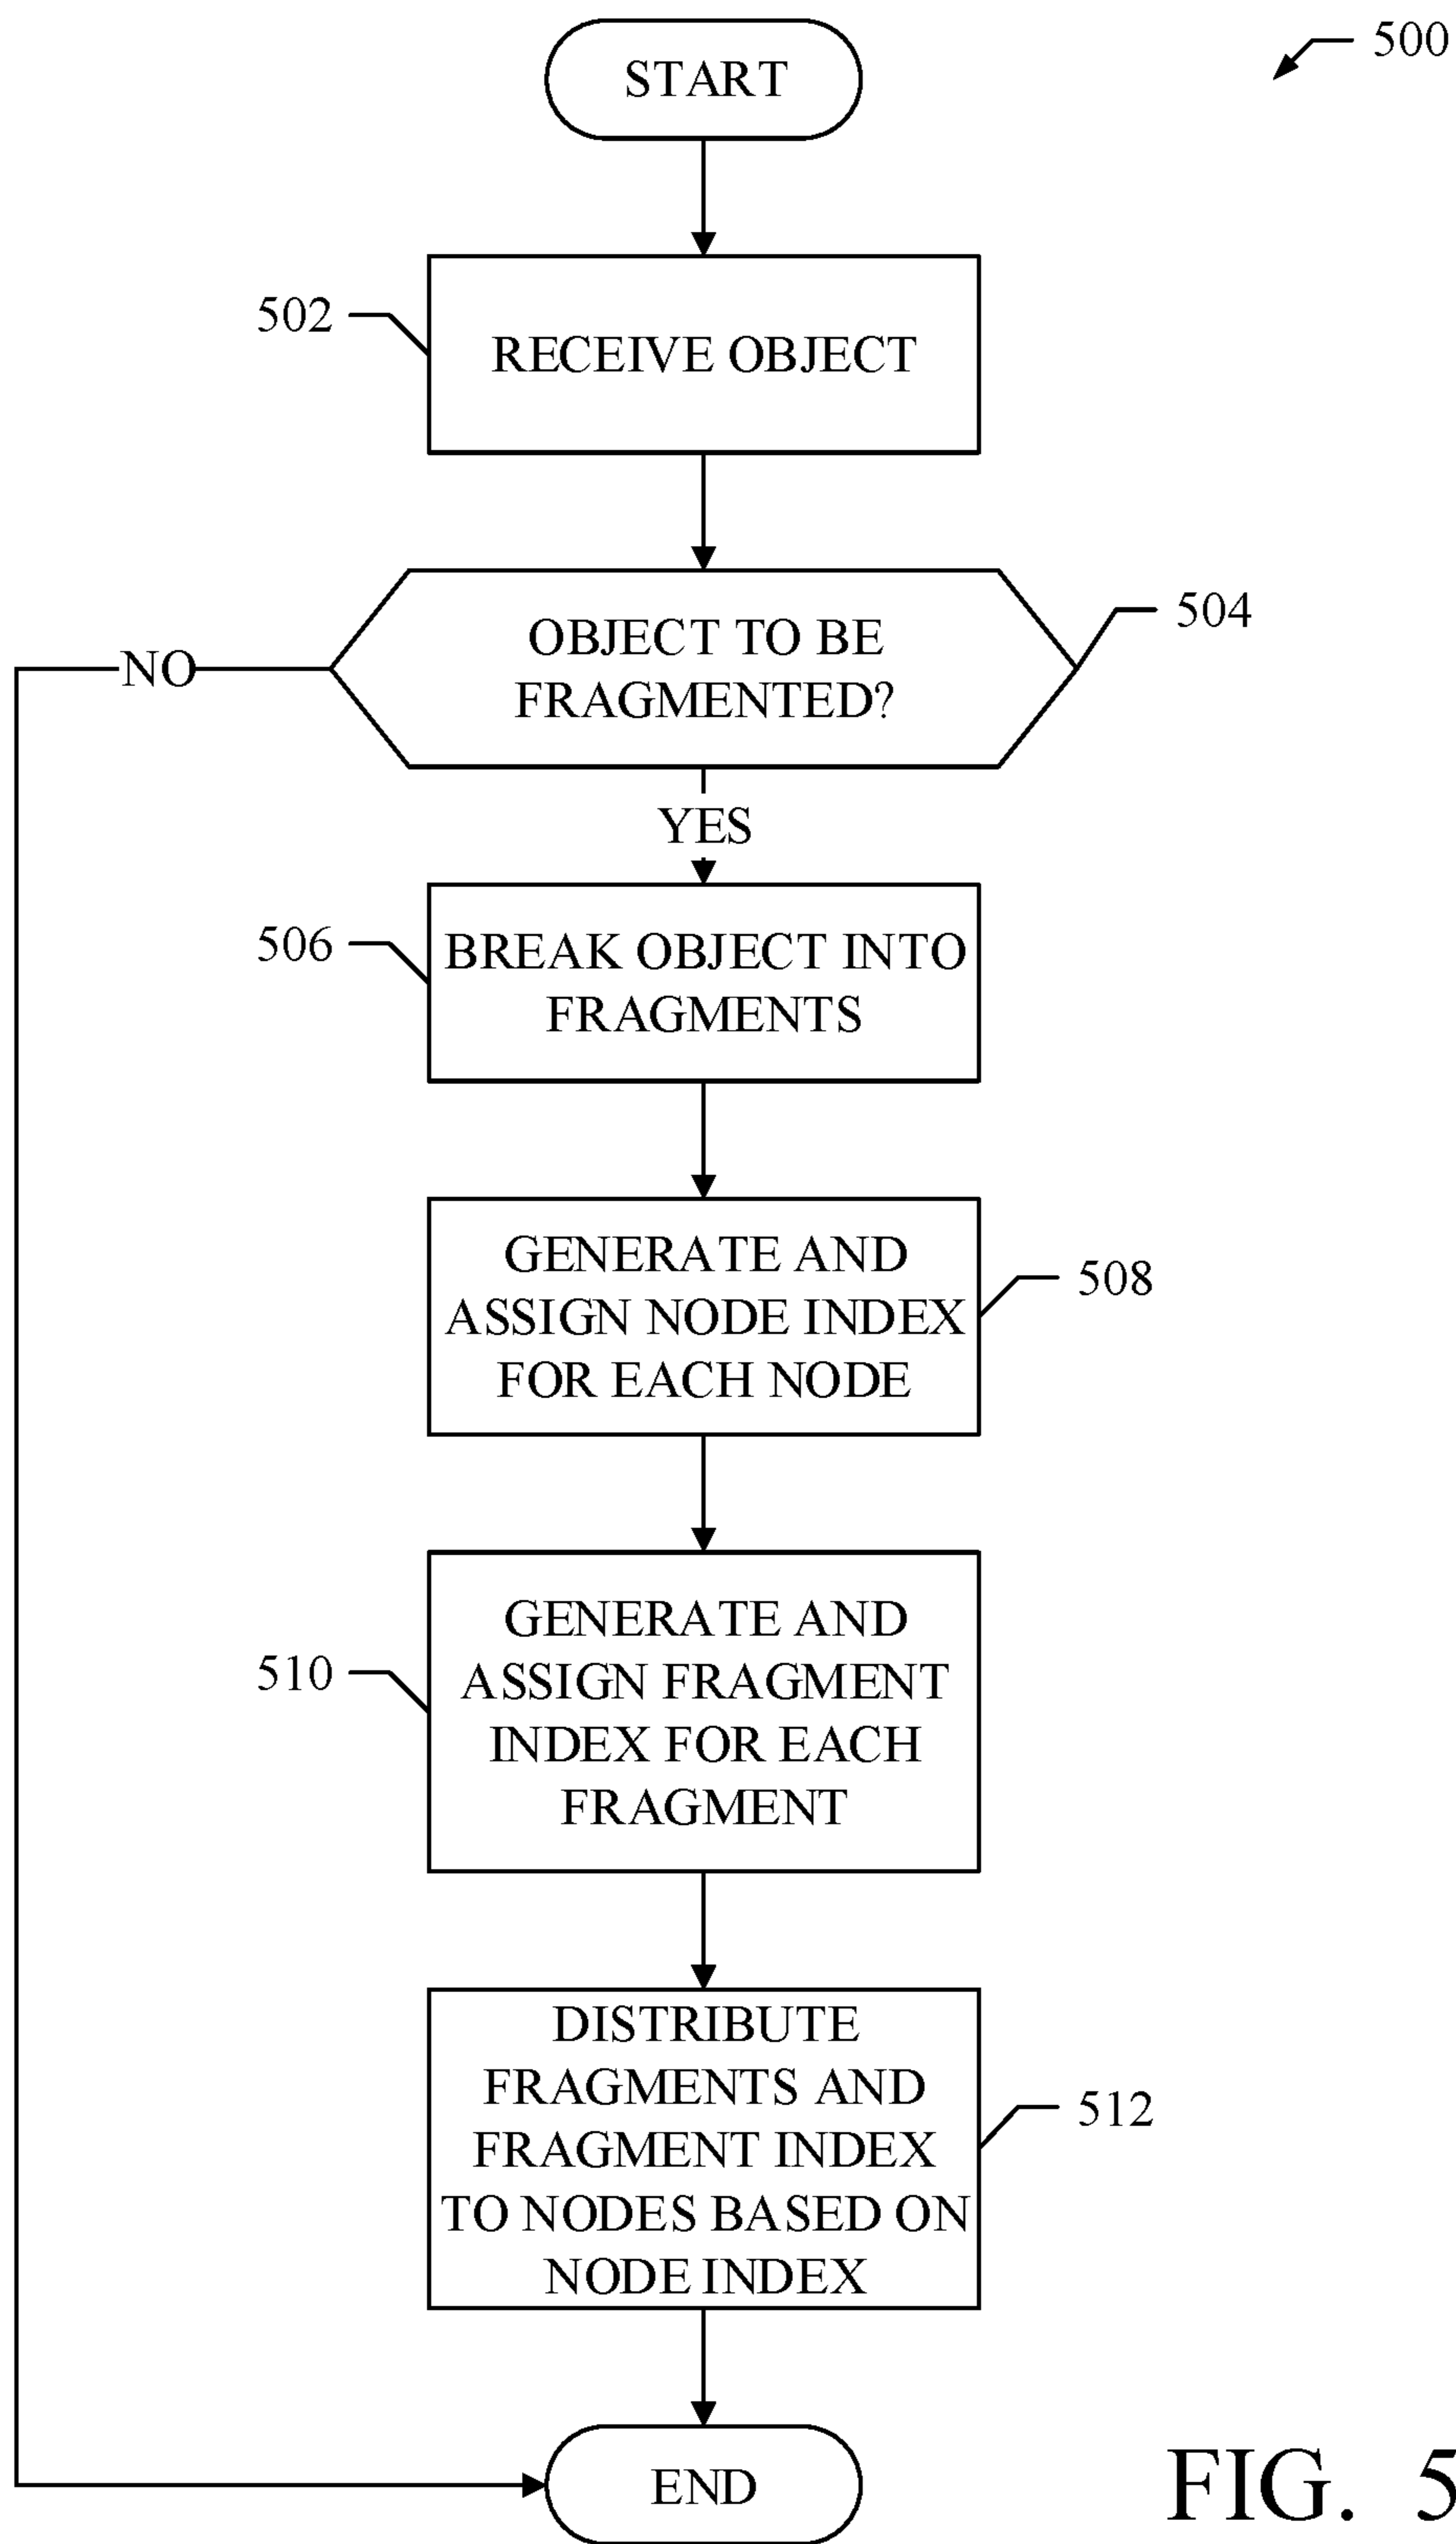 500
START
502
RECEIVE OBJECT
504
OBJECT TO BE
FRAGMENTED?
NO
YES
506
BREAK OBJECT INTO
FRAGMENTS
508
GENERATE AND
ASSIGN NODE INDEX
FOR EACH NODE
510
GENERATE AND
ASSIGN FRAGMENT
INDEX FOR EACH
FRAGMENT
512
DISTRIBUTE
FRAGMENTS AND
FRAGMENT INDEX
TO NODES BASED ON
NODE INDEX
END
FIG. 5